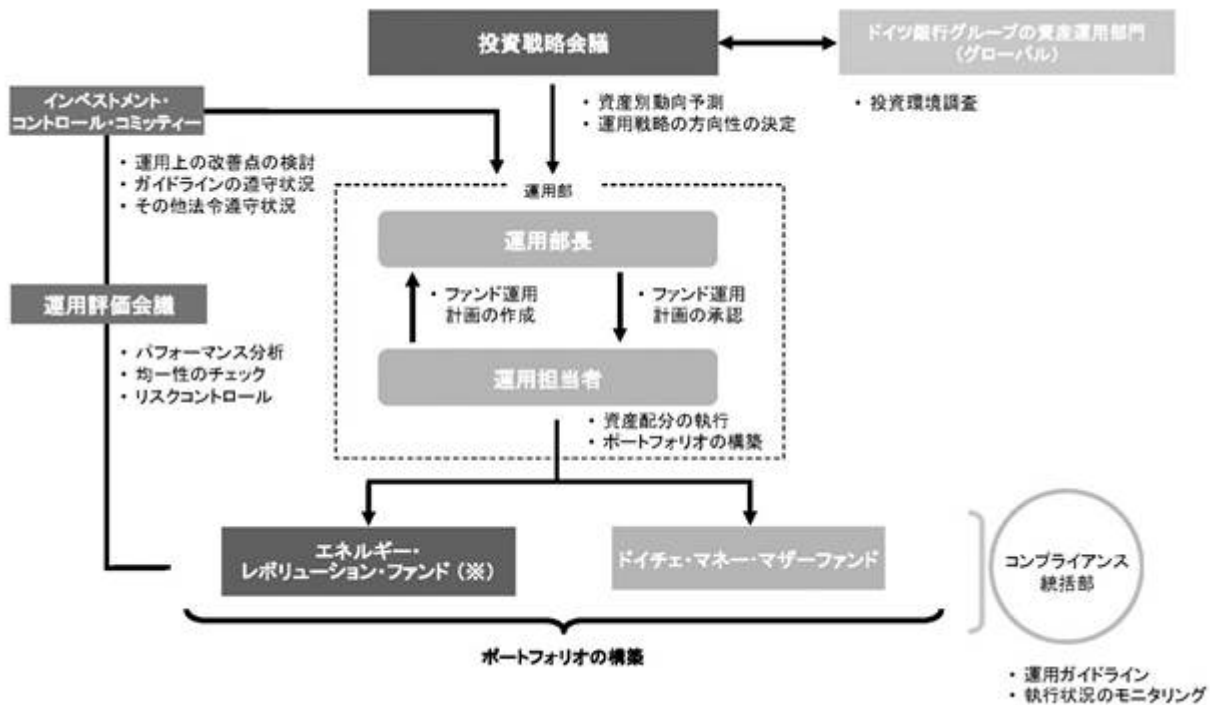 投資戦略会議
ドイツ銀行グループの資産運用部門
(グローバル)
・資産別動向予測
・運用戦略の方向性の決定
・投資環境調査
インベストメント・
コントロール・コミッティー
・運用上の改善点の検討
・ガイドラインの遵守状況
・その他法令遵守状況
運用部
運用部長
・ファンド運用
計画の作成
・ファンド運用
計画の承認
運用評価会議
・パフォーマンス分析
・均一性のチェック
・リスクコントロール
運用担当者
・資産配分の執行
・ポートフォリオの構築
エネルギー・
レボリューション・ファンド(※)
ドイチェ・マネー・マザーファンド
コンプライアンス
統括部
ポートフォリオの構築
・運用ガイドライン
・執行状況のモニタリング